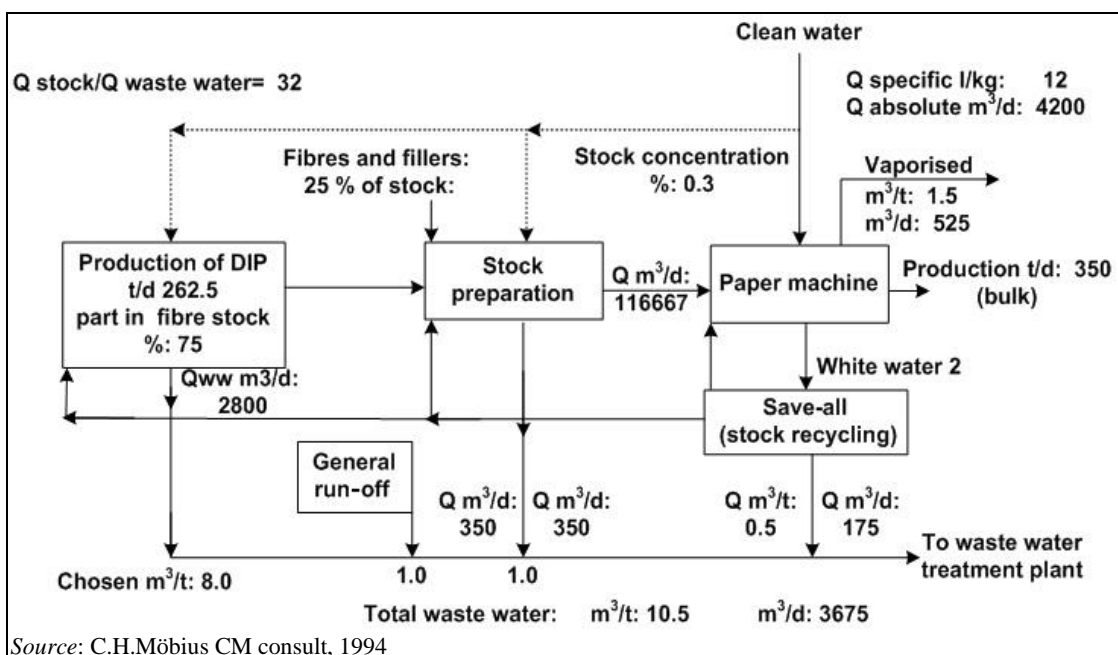 Clean water
Q stock/Q waste water= 32
Q specific l/kg: 12
Q absolute m³/d: 4200
Fibres and fillers:
25 % of stock:
Stock concentration
%: 0.3
Vaporised
m³/t: 1.5
m³/d: 525
Production of DIP
t/d 262.5
part in fibre stock
%: 75
Stock
preparation
Q m³/d:
116667
Paper machine
Production t/d: 350
(bulk)
Qww m3/d:
2800
White water 2
Save-all
(stock recycling)
General
run-off
Q m³/d:
350
Q m³/d:
350
Q m³/t:
0.5
Q m³/d:
175
To waste water
treatment plant
Chosen m³/t: 8.0
1.0
1.0
Total waste water: m³/t: 10.5 m³/d: 3675
Source: C.H.Möbius CM consult, 1994